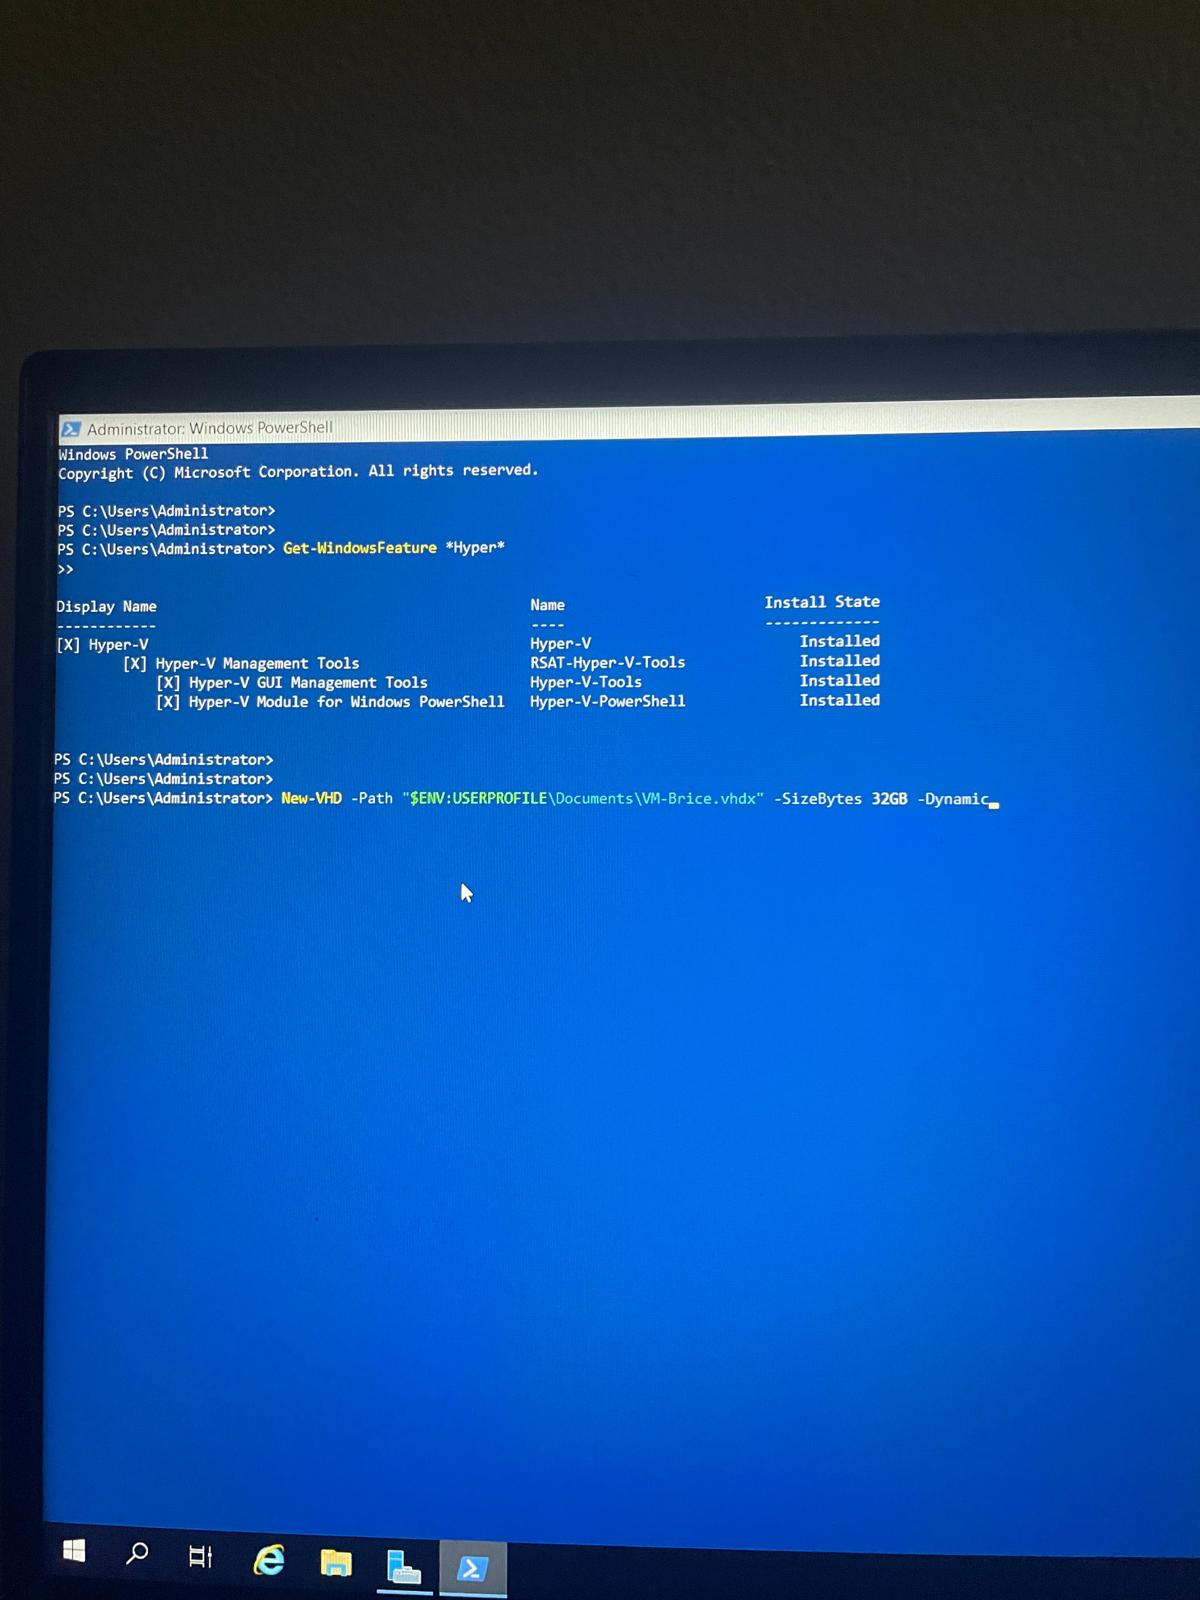 Administrator: Windows PowerShell
Windows PowerShell
Copyright (C) Microsoft Corporation. All rights reserved.
PS C:\Users\Administrator>
PS C:\Users\Administrator>
PS C:\Users\Administrator> Get-WindowsFeature *Hyper*
>>
Display Name Name Install State
------------ ---- -------------
[X] Hyper-V Hyper-V Installed
[X] Hyper-V Management Tools RSAT-Hyper-V-Tools Installed
[X] Hyper-V GUI Management Tools Hyper-V-Tools Installed
[X] Hyper-V Module for Windows PowerShell Hyper-V-PowerShell Installed
PS C:\Users\Administrator>
PS C:\Users\Administrator>
PS C:\Users\Administrator> New-VHD -Path "$ENV:USERPROFILE\Documents\VM-Brice.vhdx" -SizeBytes 32GB -Dynamic